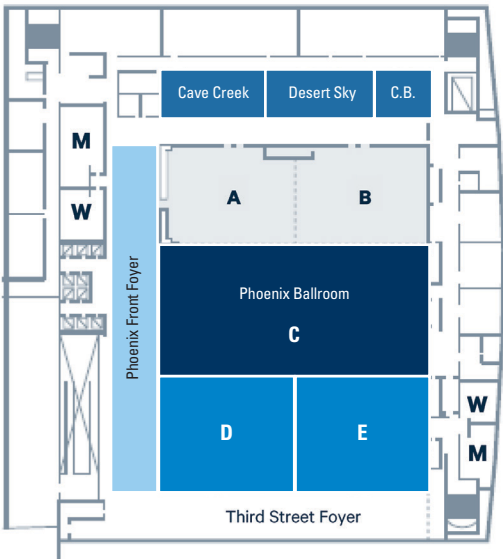 Cave Creek
Desert Sky
C.B.
M
A
B
W
Phoenix Front Foyer
Phoenix Ballroom
C
D
E
W
M
Third Street Foyer